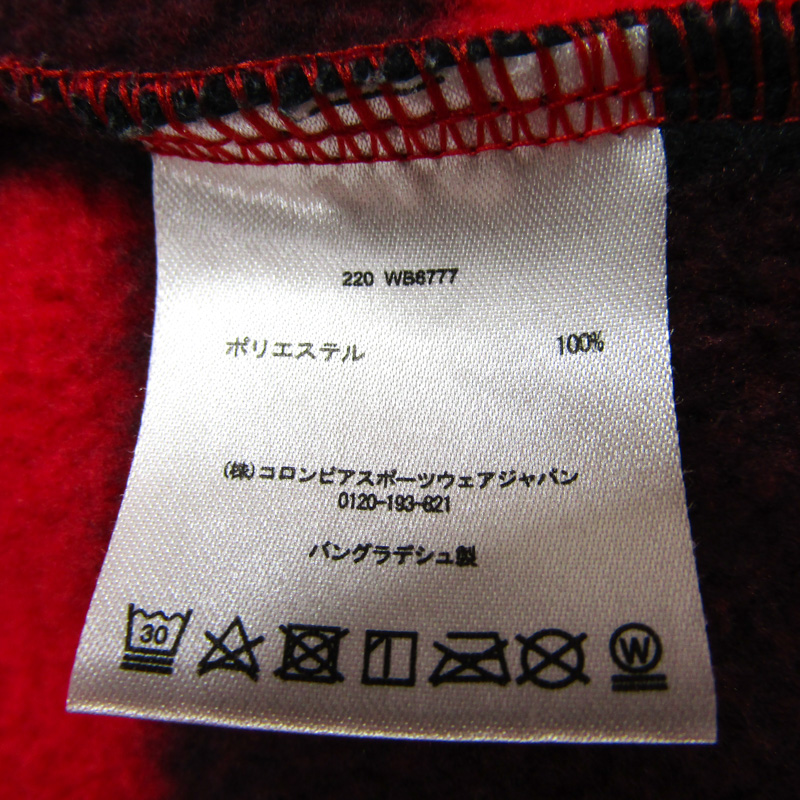 220 WB6777
ポリエステル 100%
(株)コロンビアスポーツウェアジャパン
0120-193-821
バングラデシュ製
30 W